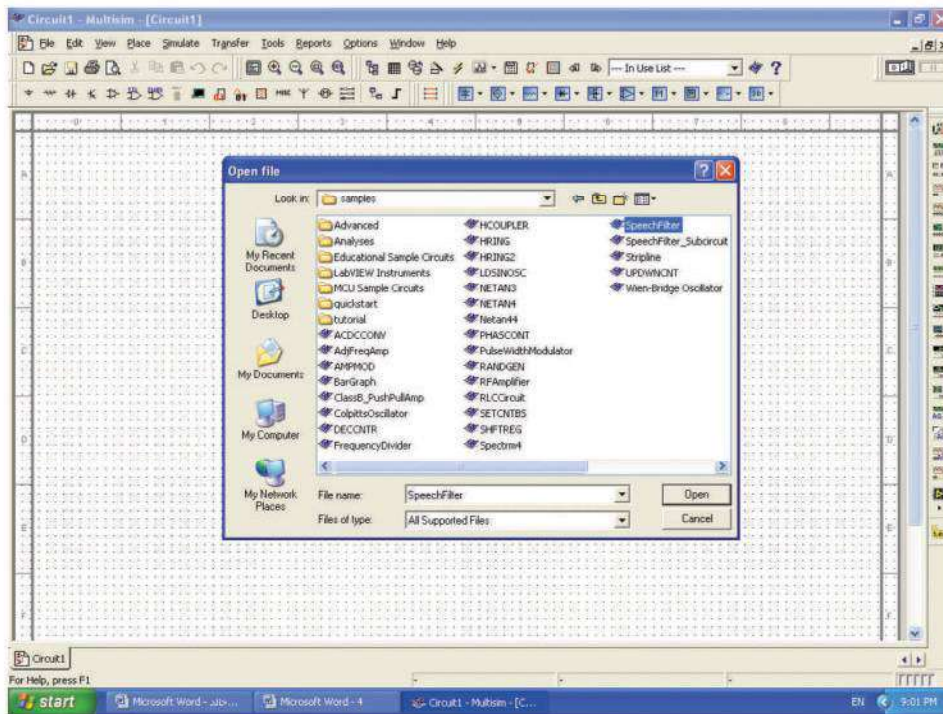 Circuit1 - Multisim - [Circuit1]
File Edit View Place Simulate Transfer Tools Reports Options Window Help
--- In Use List ---
Open file
Look in: samples
My Recent Documents
Desktop
My Documents
My Computer
My Network Places
Advanced
Analyses
Educational Sample Circuits
LabVIEW Instruments
MCU Sample Circuits
quickstart
tutorial
ACDCCONV
AdjFreqAmp
AMPMOD
BarGraph
ClassB_PushPullAmp
ColpittsOscillator
DECCNTR
FrequencyDivider
HCOUPLER
HRING
HRING2
LDSINOSC
NETAN3
NETAN4
Netan44
PHASCONT
PulseWidthModulator
RANDGEN
RFAmplifier
RLCCircuit
SETCNTBS
SHFTREG
Spectrm4
SpeechFilter
SpeechFilter_Subcircuit
Stripline
UPDWNCNT
Wien-Bridge Oscillator
File name: SpeechFilter
Open
Files of type: All Supported Files
Cancel
Circuit1
For Help, press F1
start
Microsoft Word -
Microsoft Word - 4
Circuit1 - Multisim - [C...
EN
9:01 PM